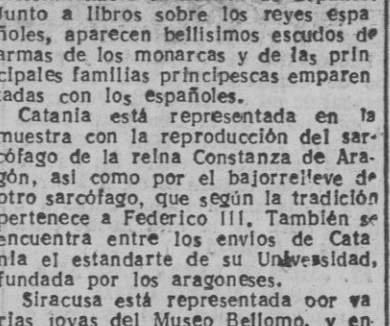 Junto a libros sobre los reyes espa
ñoles, aparecen bellisimos escudos de
armas de los monarcas y de las prin
cipales familias principescas emparen
tadas con los españoles.
Catania está representada en la
muestra con la reproducción del sar-
cófago de la reina Constanza de Ara-
gón, asi como por el bajorrelieve de
otro sarcófago, que según la tradición
pertenece a Federico III. También se
encuentra entre los envios de Cata
nia el estandarte de su Universidad,
fundada por los aragoneses.
Siracusa está representada por va
rias joyas del Museo Bellomo, y en-